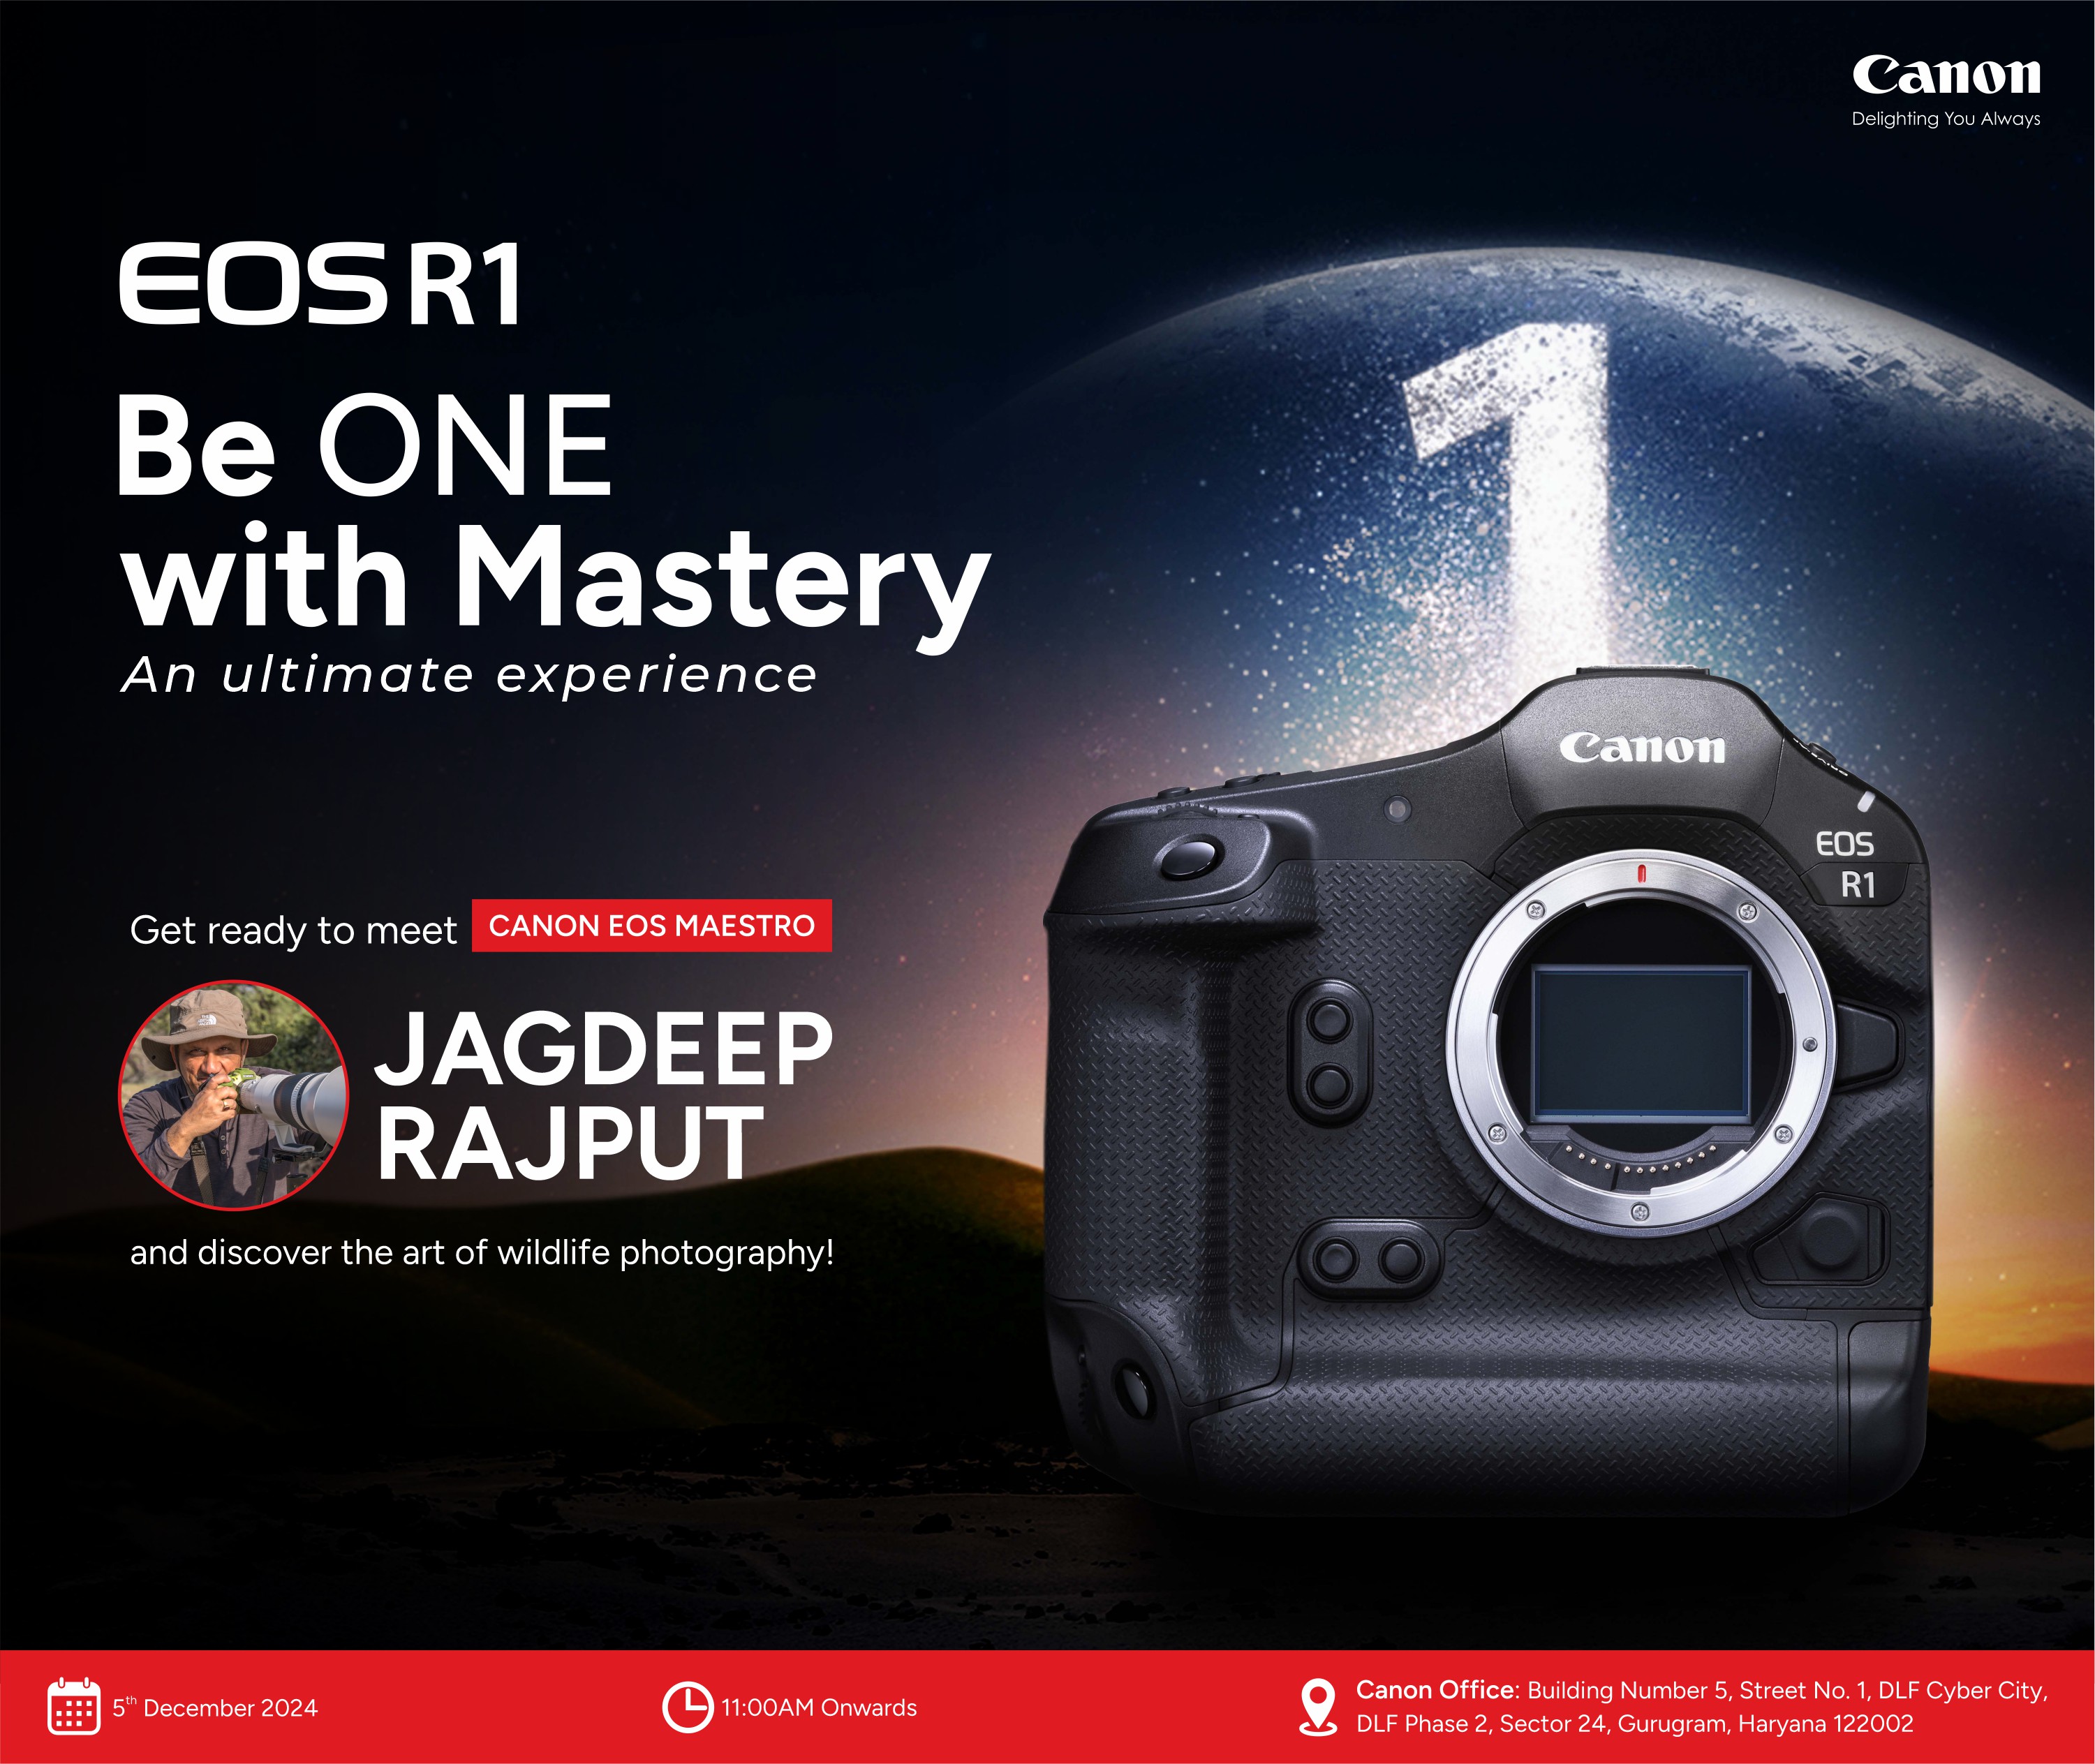 Canon
Delighting You Always
EOS R1
Be ONE
with Mastery
An ultimate experience
Canon
EOS
R1
Get ready to meet CANON EOS MAESTRO
JAGDEEP
RAJPUT
and discover the art of wildlife photography!
5th December 2024
11:00AM Onwards
Canon Office: Building Number 5, Street No. 1, DLF Cyber City,
DLF Phase 2, Sector 24, Gurugram, Haryana 122002